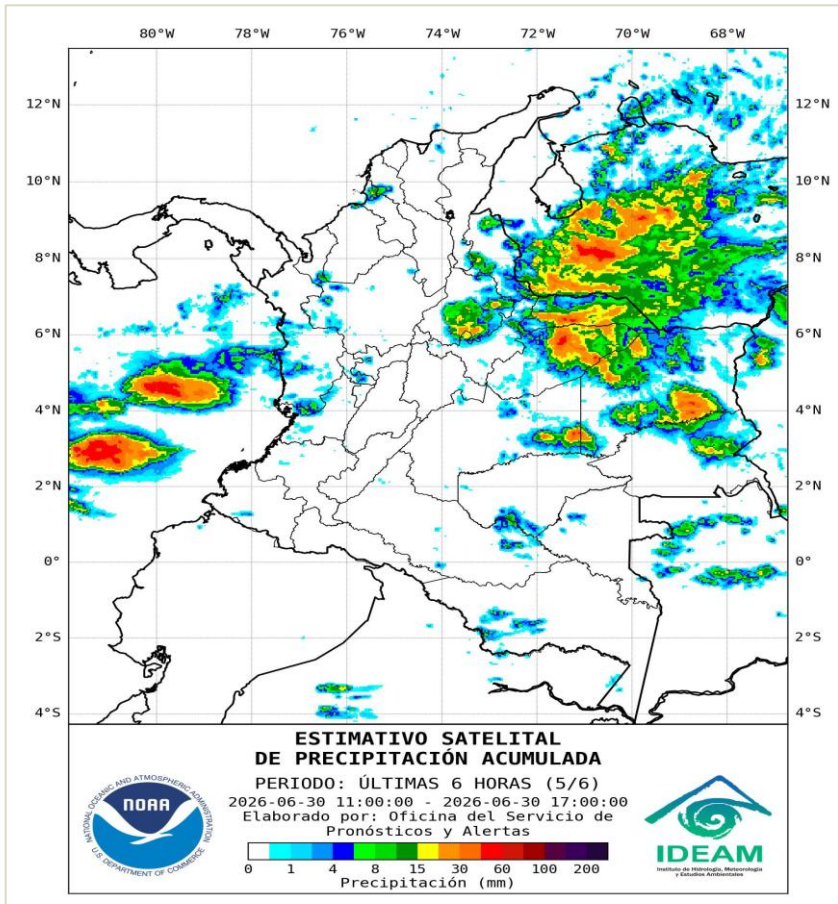 80°W 78°W 76°W 74°W 72°W 70°W 68°W
12°N 12°N
10°N 10°N
8°N 8°N
6°N 6°N
4°N 4°N
2°N 2°N
0° 0°
2°S 2°S
4°S 4°S
ESTIMATIVO SATELITAL
DE PRECIPITACIÓN ACUMULADA
PERIODO: ÚLTIMAS 6 HORAS (5/6)
2026-06-30 11:00:00 - 2026-06-30 17:00:00
Elaborado por: Oficina del Servicio de
Pronósticos y Alertas
0 1 4 8 15 30 60 100 200
Precipitación (mm)
NATIONAL OCEANIC AND ATMOSPHERIC ADMINISTRATION
NOAA
U.S. DEPARTMENT OF COMMERCE
IDEAM
Instituto de Hidrología, Meteorología
y Estudios Ambientales